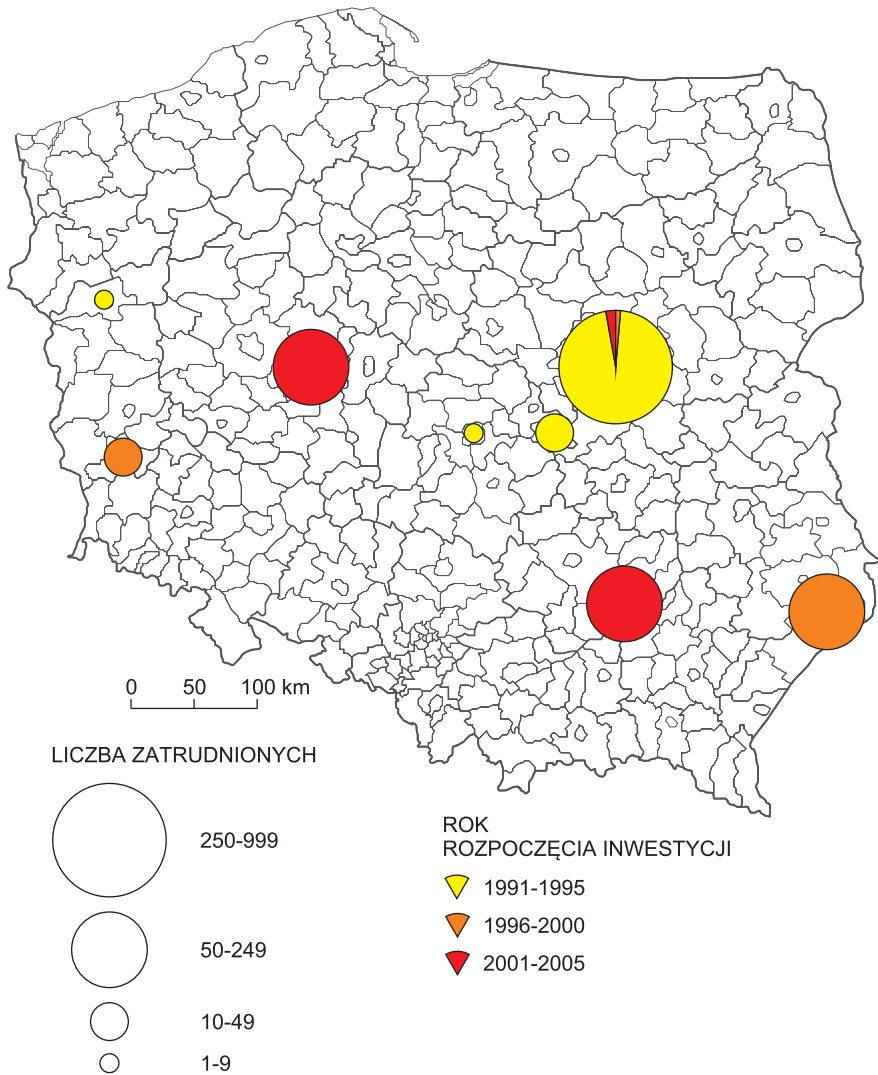 0 50 100 km
LICZBA ZATRUDNIONYCH
250-999
50-249
10-49
1-9
ROK
ROZPOCZĘCIA INWESTYCJI
1991-1995
1996-2000
2001-2005